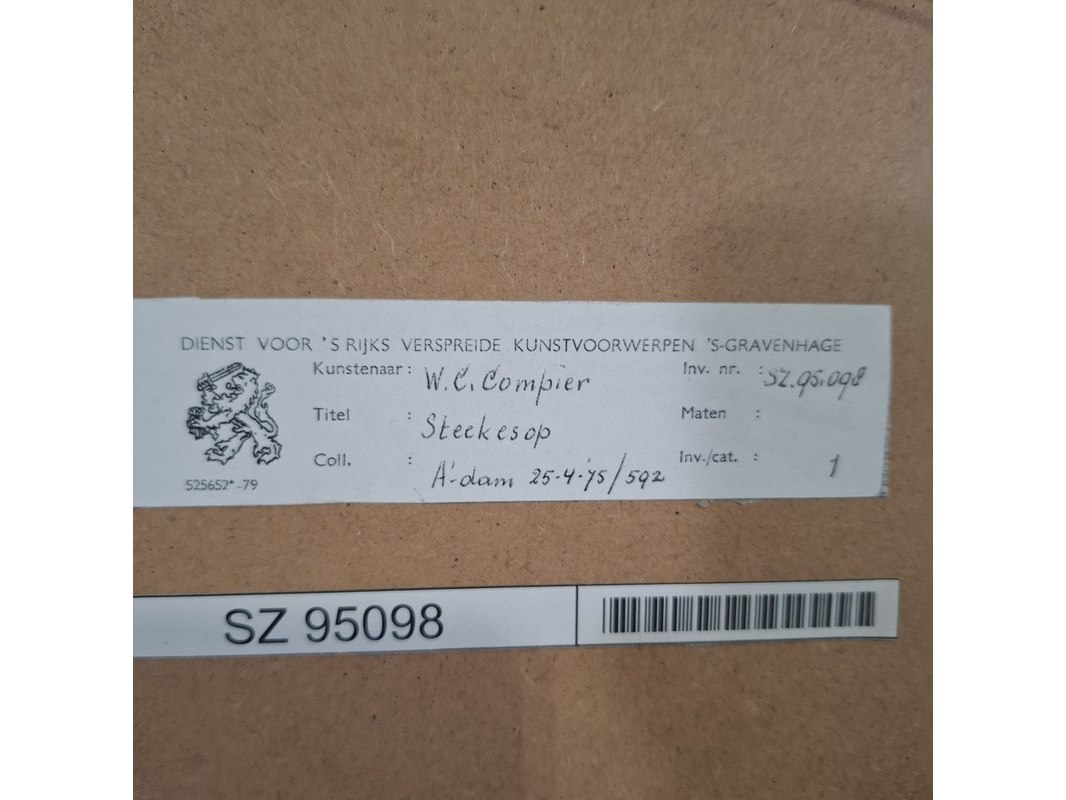 DIENST VOOR 'S RIJKS VERSPREIDE KUNSTVOORWERPEN 'S-GRAVENHAGE
Kunstenaar: W.C. Compier Inv. nr. : SZ.95.098
Titel : Steekesop Maten :
Coll. : A'-dam 25-4-'75/592 Inv./cat. : 1
525652*-79
SZ 95098